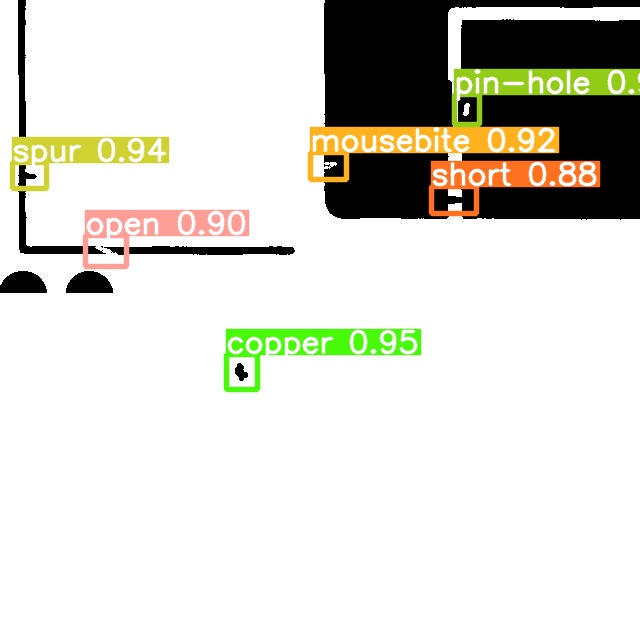 pin-hole 0.9
mousebite 0.92
spur 0.94
short 0.88
open 0.90
copper 0.95